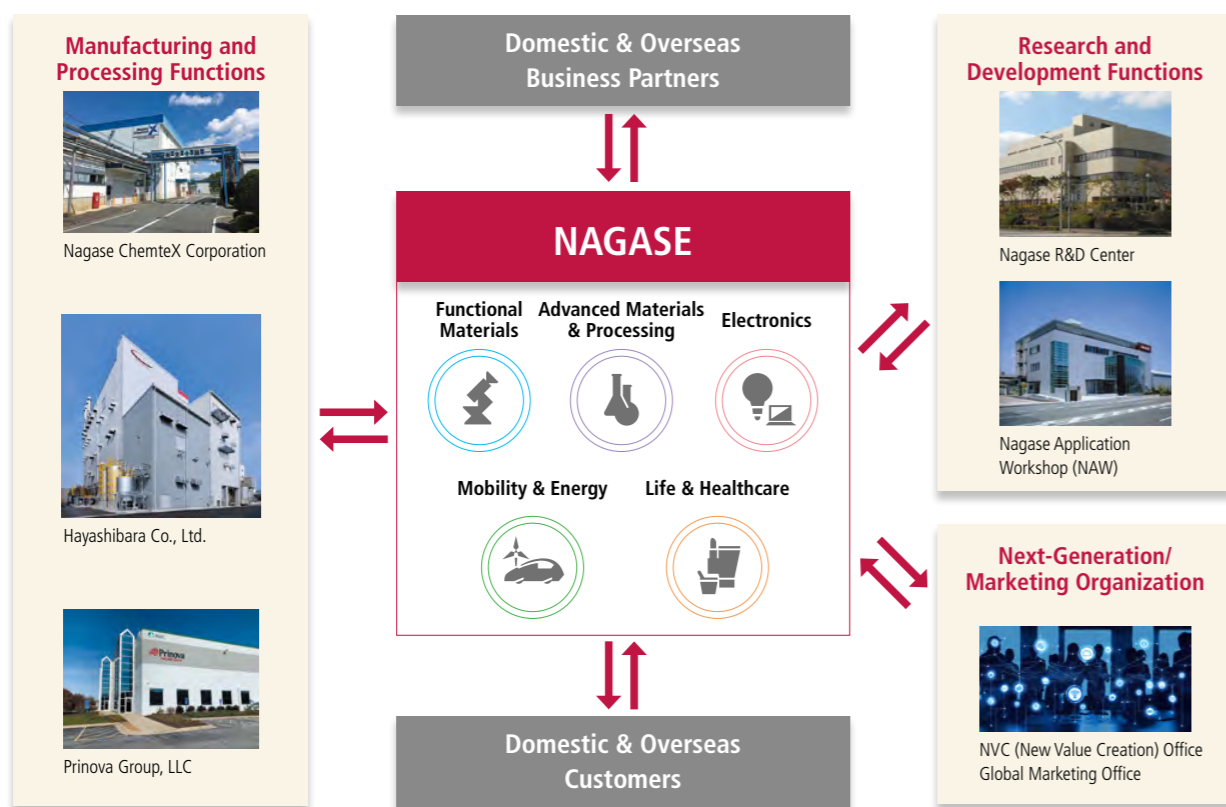 Manufacturing and
Processing Functions
Nagase ChemteX Corporation
Hayashibara Co., Ltd.
Prinova
Prinova Group, LLC
Domestic & Overseas
Business Partners
NAGASE
Functional
Materials
Advanced Materials
& Processing
Electronics
Mobility & Energy
Life & Healthcare
Domestic & Overseas
Customers
Research and
Development Functions
Nagase R&D Center
Nagase Application
Workshop (NAW)
Next-Generation/
Marketing Organization
NVC (New Value Creation) Office
Global Marketing Office